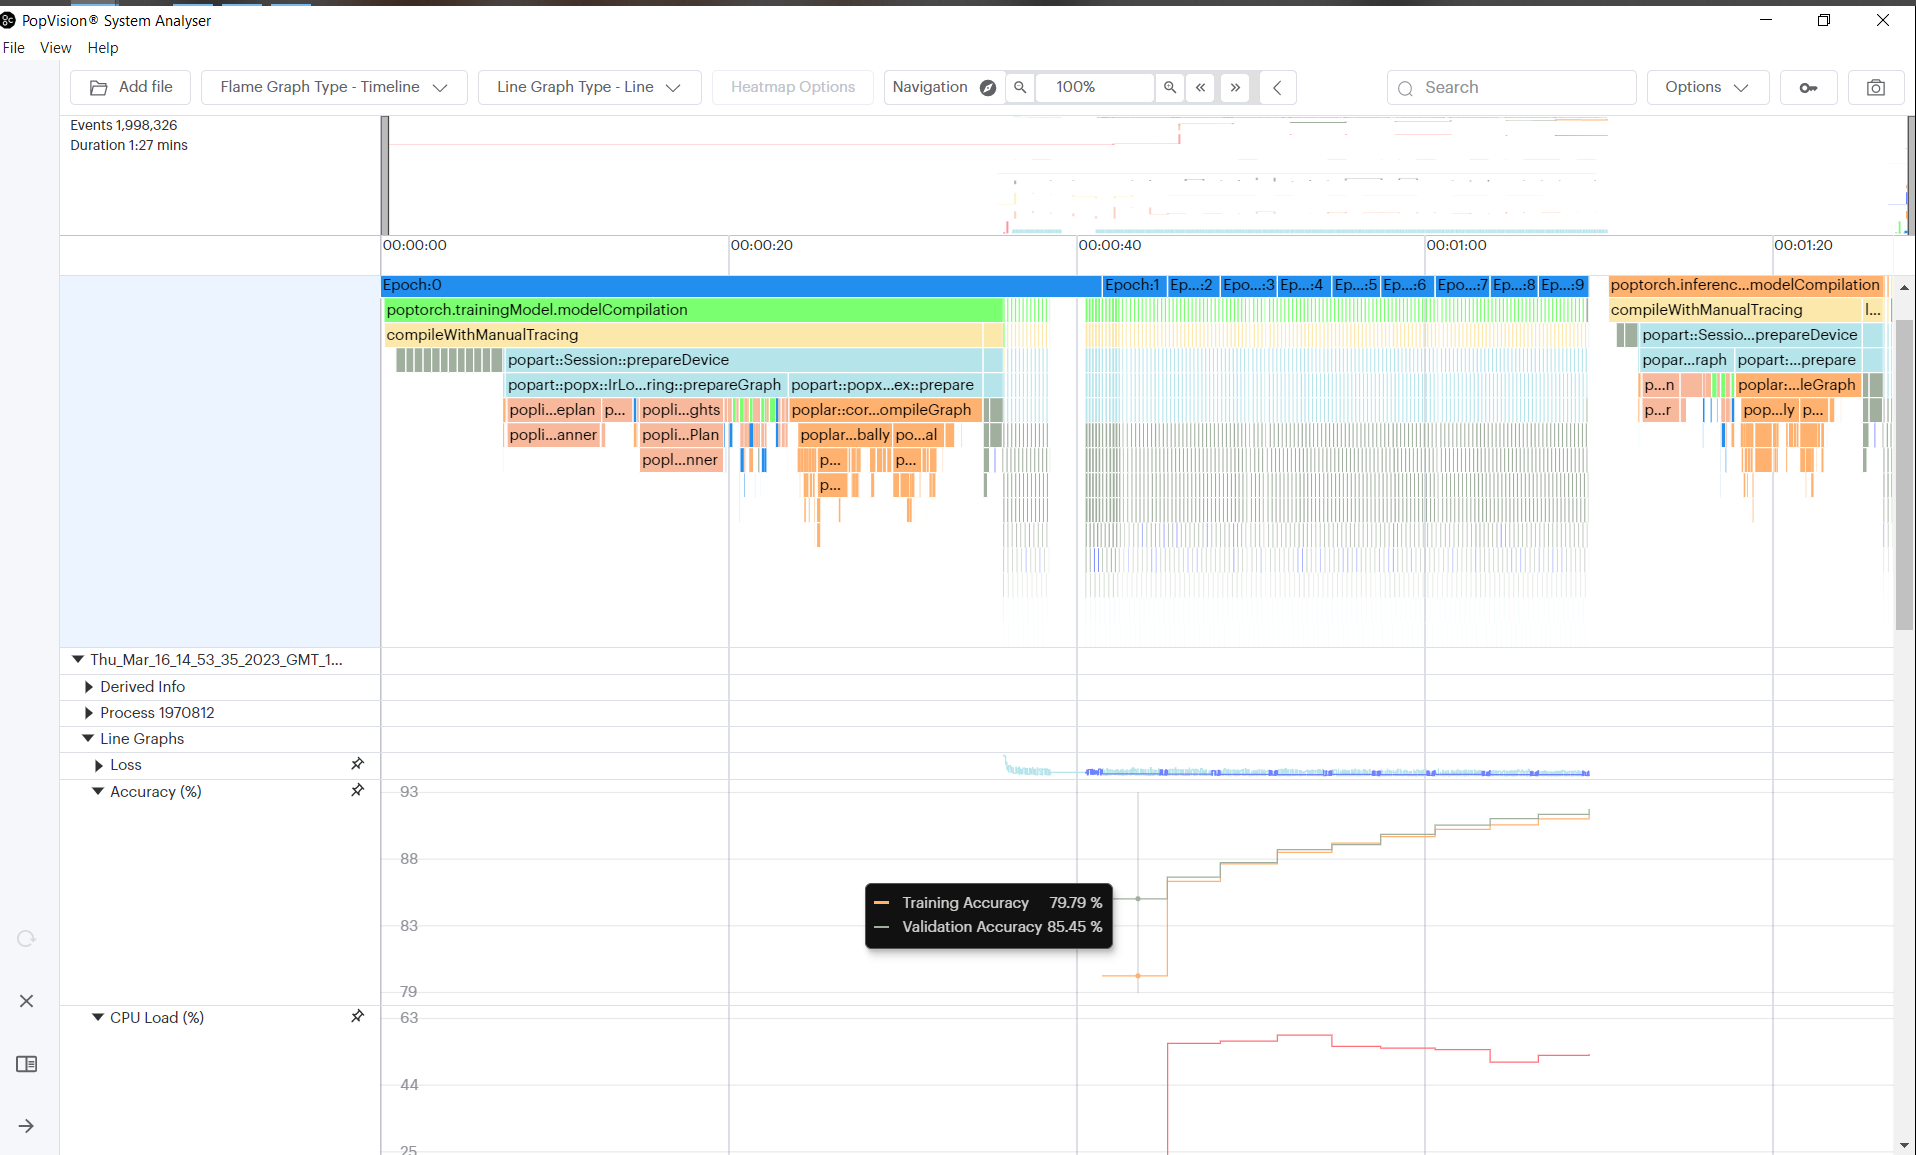 PopVision® System Analyser
File View Help
Add file Flame Graph Type - Timeline Line Graph Type - Line Heatmap Options Navigation 100% « » Search Options
Events 1,998,326
Duration 1:27 mins
00:00:00 00:00:20 00:00:40 00:01:00 00:01:20
Epoch:0 Epoch:1 Ep...:2 Epo...:3 Ep...:4 Ep...:5 Ep...:6 Epo...:7 Ep...:8 Ep...:9 poptorch.inferenc...modelCompilation
poptorch.trainingModel.modelCompilation compileWithManualTracing l...
compileWithManualTracing popart::Sessio...prepareDevice
popart::Session::prepareDevice popar...raph popart:...prepare
popart::popx::IrLo...ring::prepareGraph popart::popx...ex::prepare p...n poplar:...leGraph
popli...eplan p... popli...ghts poplar::cor...ompileGraph p...r pop...ly p...
popli...anner popli...Plan poplar...bally po...al
popl...nner p... p...
p...
Thu_Mar_16_14_53_35_2023_GMT_1...
Derived Info
Process 1970812
Line Graphs
Loss
Accuracy (%) 93
88
Training Accuracy 79.79 %
Validation Accuracy 85.45 %
83
79
CPU Load (%) 63
44
25